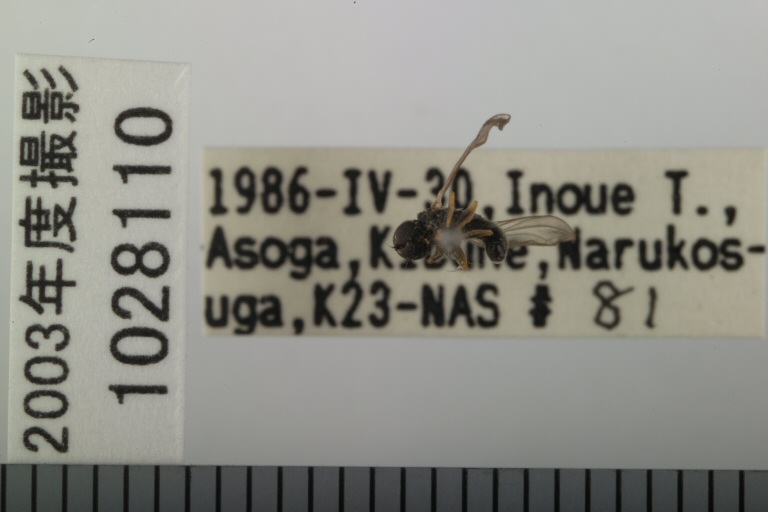 2003年度撮影
1028110
1986-IV-30, Inoue T.,
Asoga, Kibune, Narukos-
uga, K23-NAS # 81